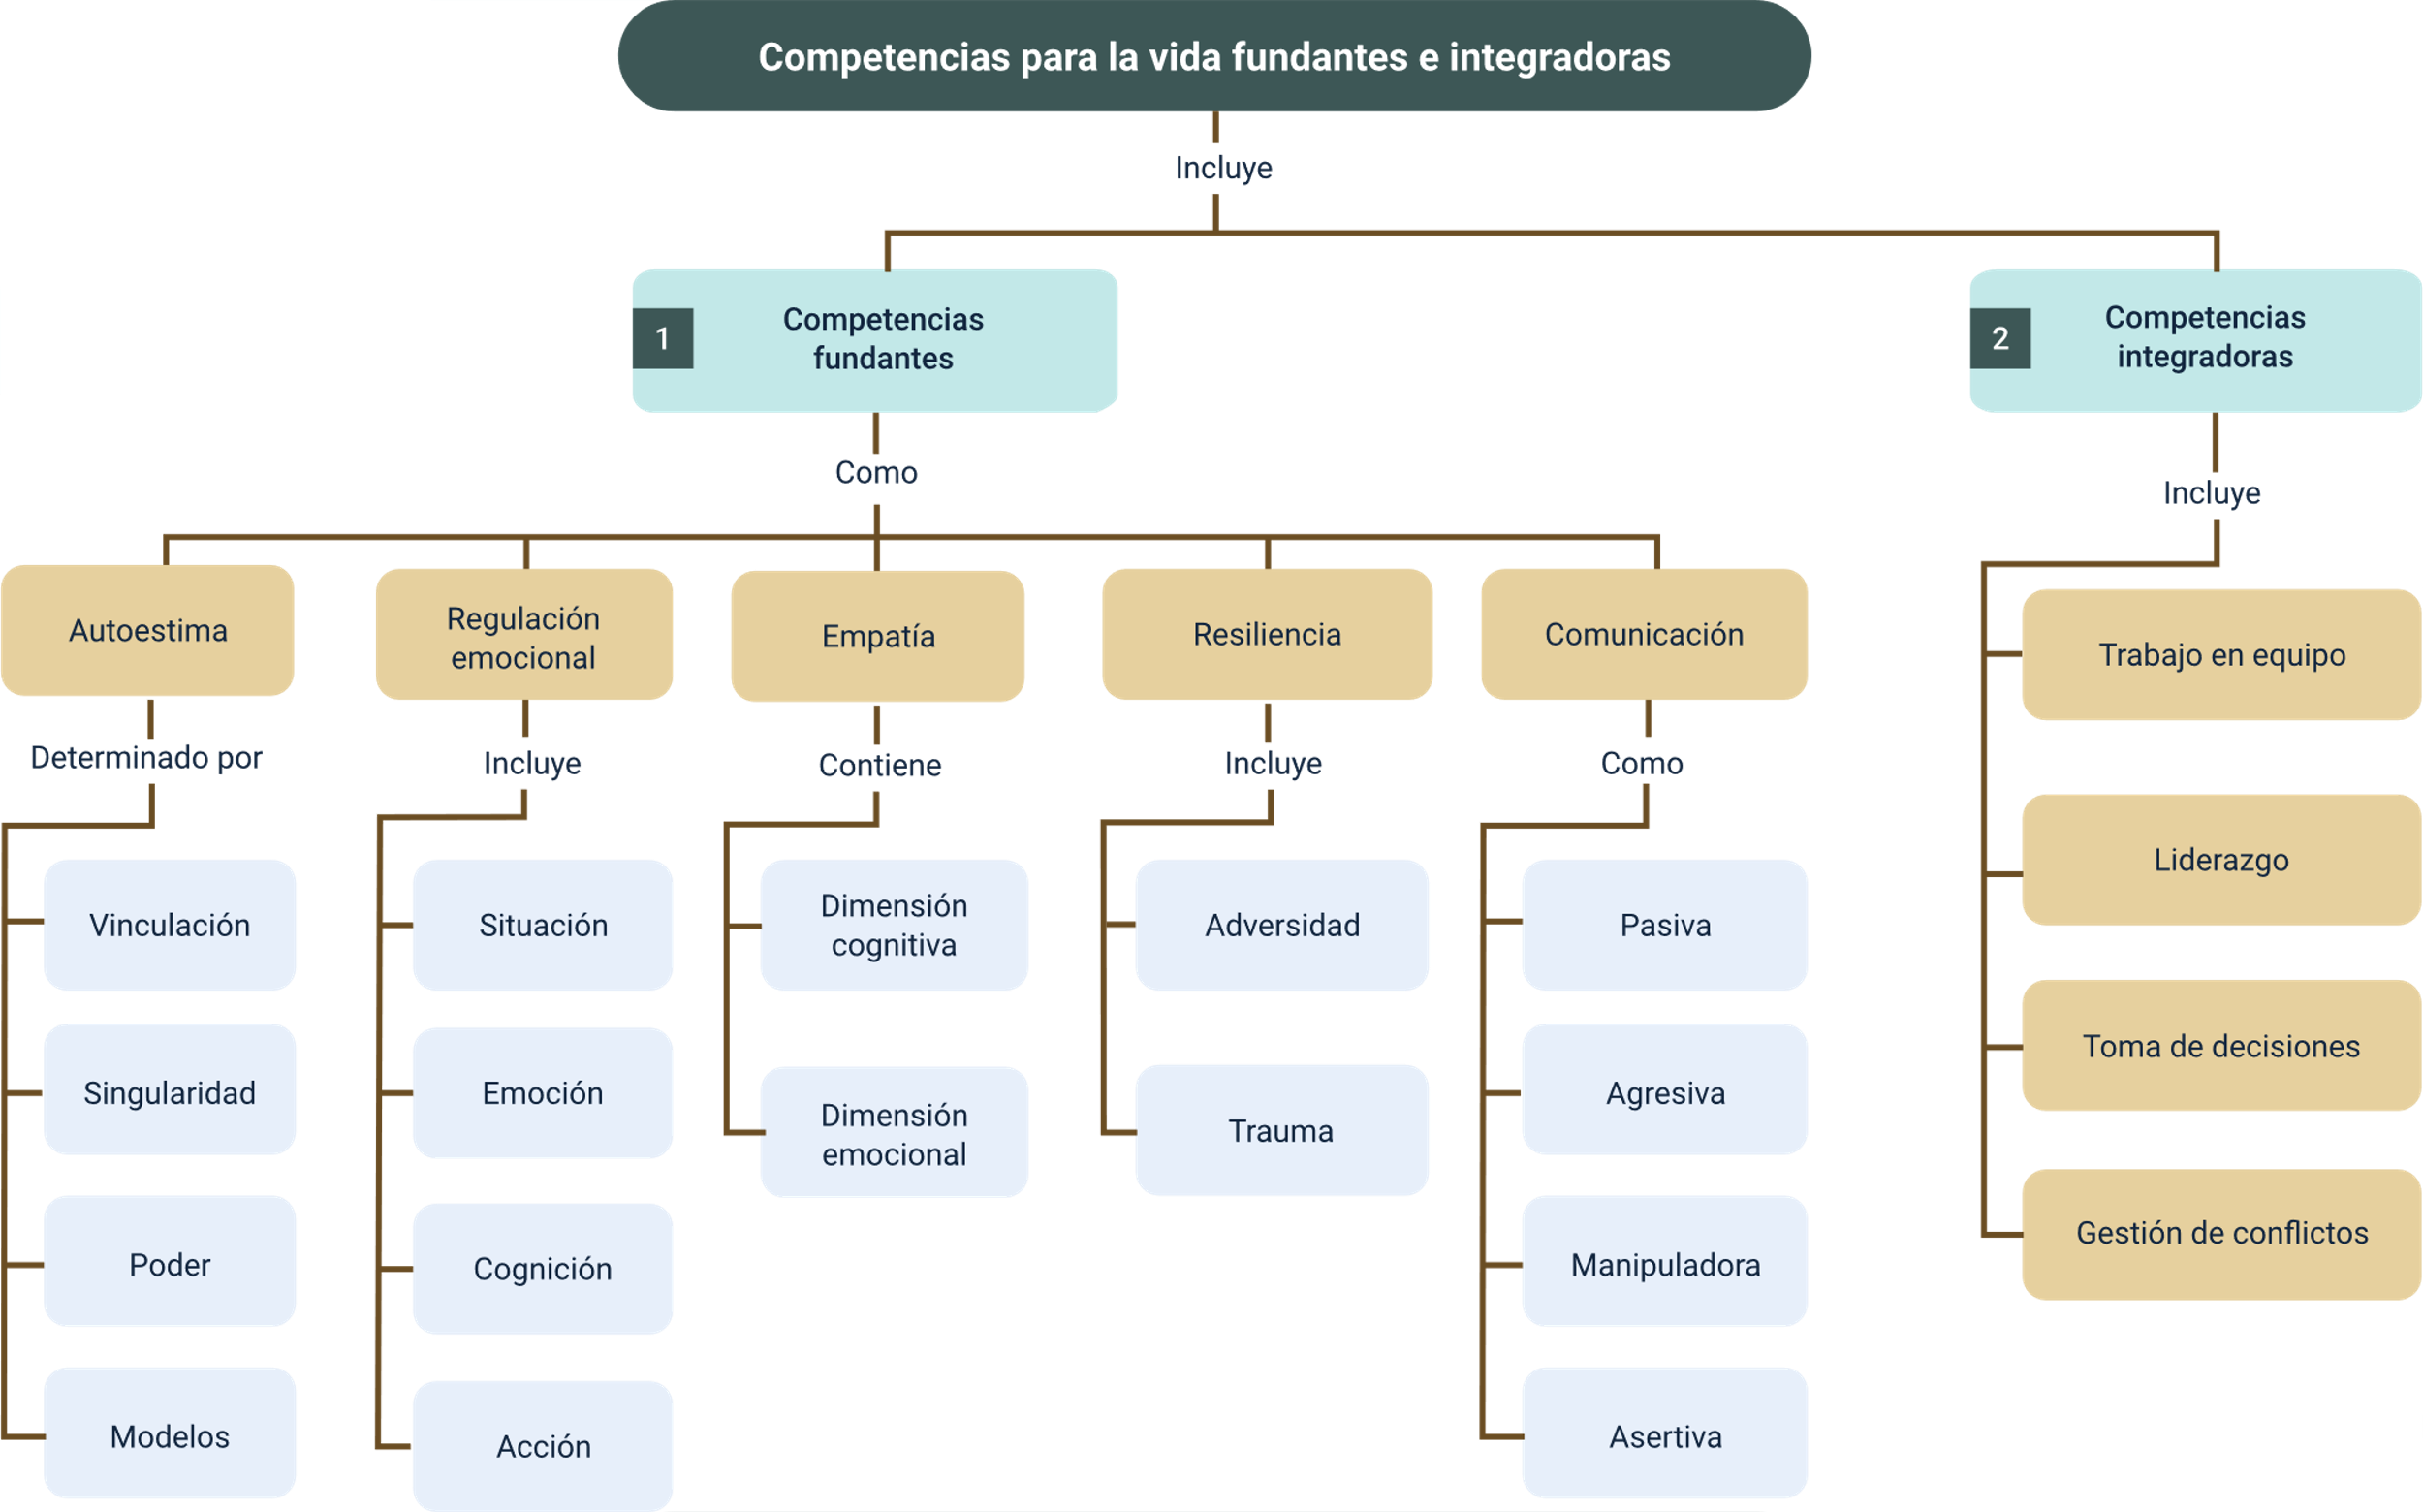 Competencias para la vida fundantes e integradoras
Incluye
1
Competencias
fundantes
2
Competencias
integradoras
Como
Incluye
Autoestima
Regulación
emocional
Empatía
Resiliencia
Comunicación
Determinado por
Incluye
Contiene
Incluye
Como
Vinculación
Singularidad
Poder
Modelos
Situación
Emoción
Cognición
Acción
Dimensión
cognitiva
Dimensión
emocional
Adversidad
Trauma
Pasiva
Agresiva
Manipuladora
Asertiva
Trabajo en equipo
Liderazgo
Toma de decisiones
Gestión de conflictos